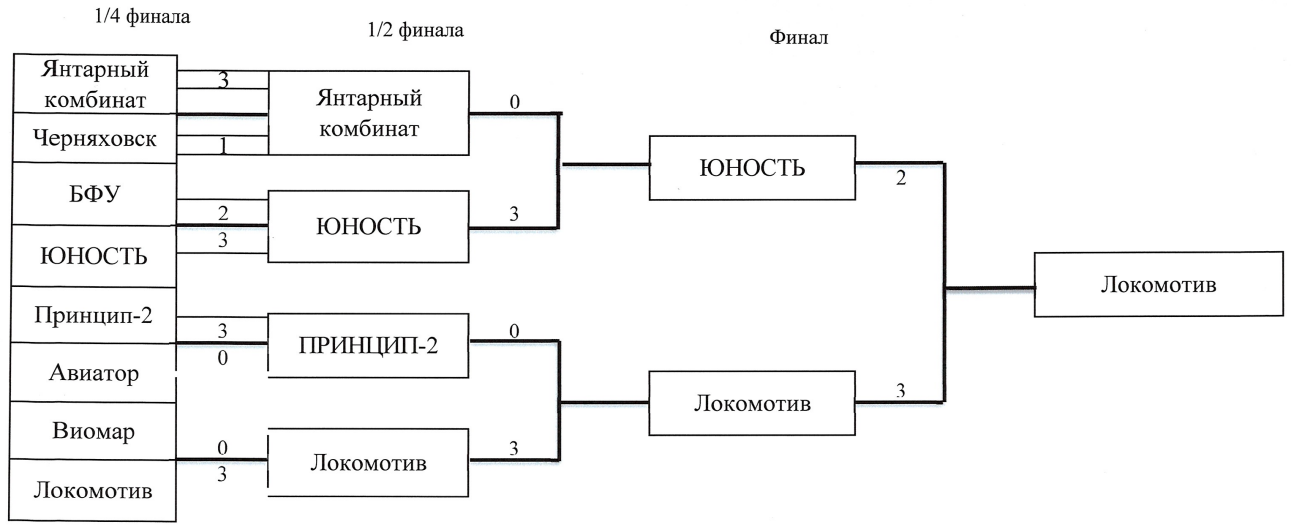 1/4 финала
1/2 финала
Финал
Янтарный
комбинат
3
Черняховск
1
БФУ
2
ЮНОСТЬ
3
Принцип-2
3
Авиатор
0
Виомар
0
Локомотив
3
Янтарный
комбинат
0
ЮНОСТЬ
3
ПРИНЦИП-2
0
Локомотив
3
ЮНОСТЬ
2
Локомотив
3
Локомотив